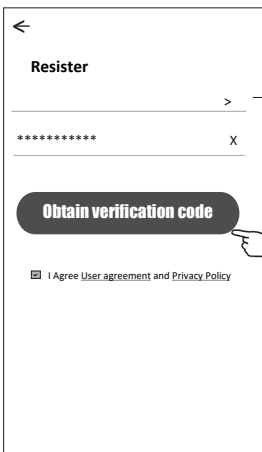 Resister
>
*********** X
Obtain verification code
I Agree User agreement and Privacy Policy